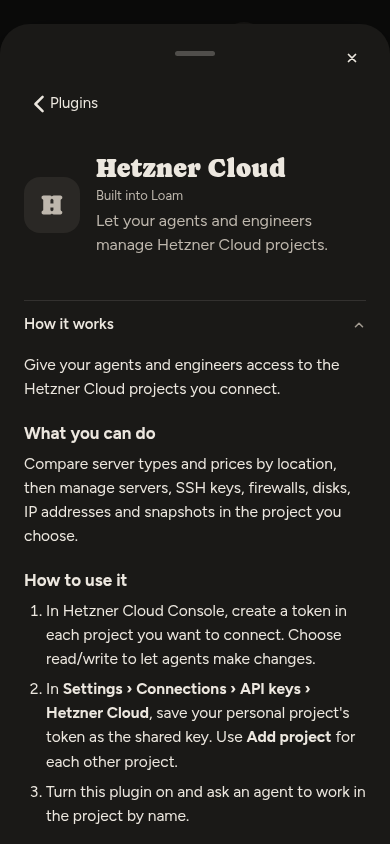 Plugins
Hetzner Cloud
Built into Loam
Let your agents and engineers
manage Hetzner Cloud projects.
H
How it works
Give your agents and engineers access to the
Hetzner Cloud projects you connect.
What you can do
Compare server types and prices by location,
then manage servers, SSH keys, firewalls, disks,
IP addresses and snapshots in the project you
choose.
How to use it
1. In Hetzner Cloud Console, create a token in
each project you want to connect. Choose
read/write to let agents make changes.
2. In Settings › Connections › API keys ›
Hetzner Cloud, save your personal project's
token as the shared key. Use Add project for
each other project.
3. Turn this plugin on and ask an agent to work in
the project by name.